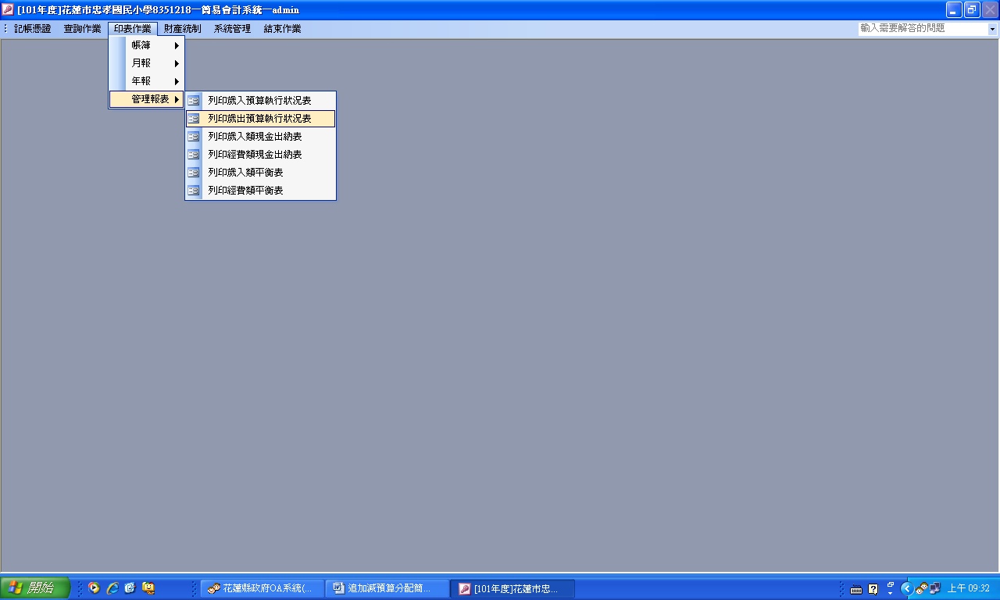 [101年度]花蓮市忠孝國民小學8351218—簡易會計系統—admin
記帳憑證 查詢作業 印表作業 財產統制 系統管理 結束作業
輸入需要解答的問題
帳簿
月報
年報
管理報表
列印歲入預算執行狀況表
列印歲出預算執行狀況表
列印歲入類現金出納表
列印經費類現金出納表
列印歲入類平衡表
列印經費類平衡表
開始
花蓮縣政府OA系統(...
追加減預算分配簡...
[101年度]花蓮市忠...
上午 09:32